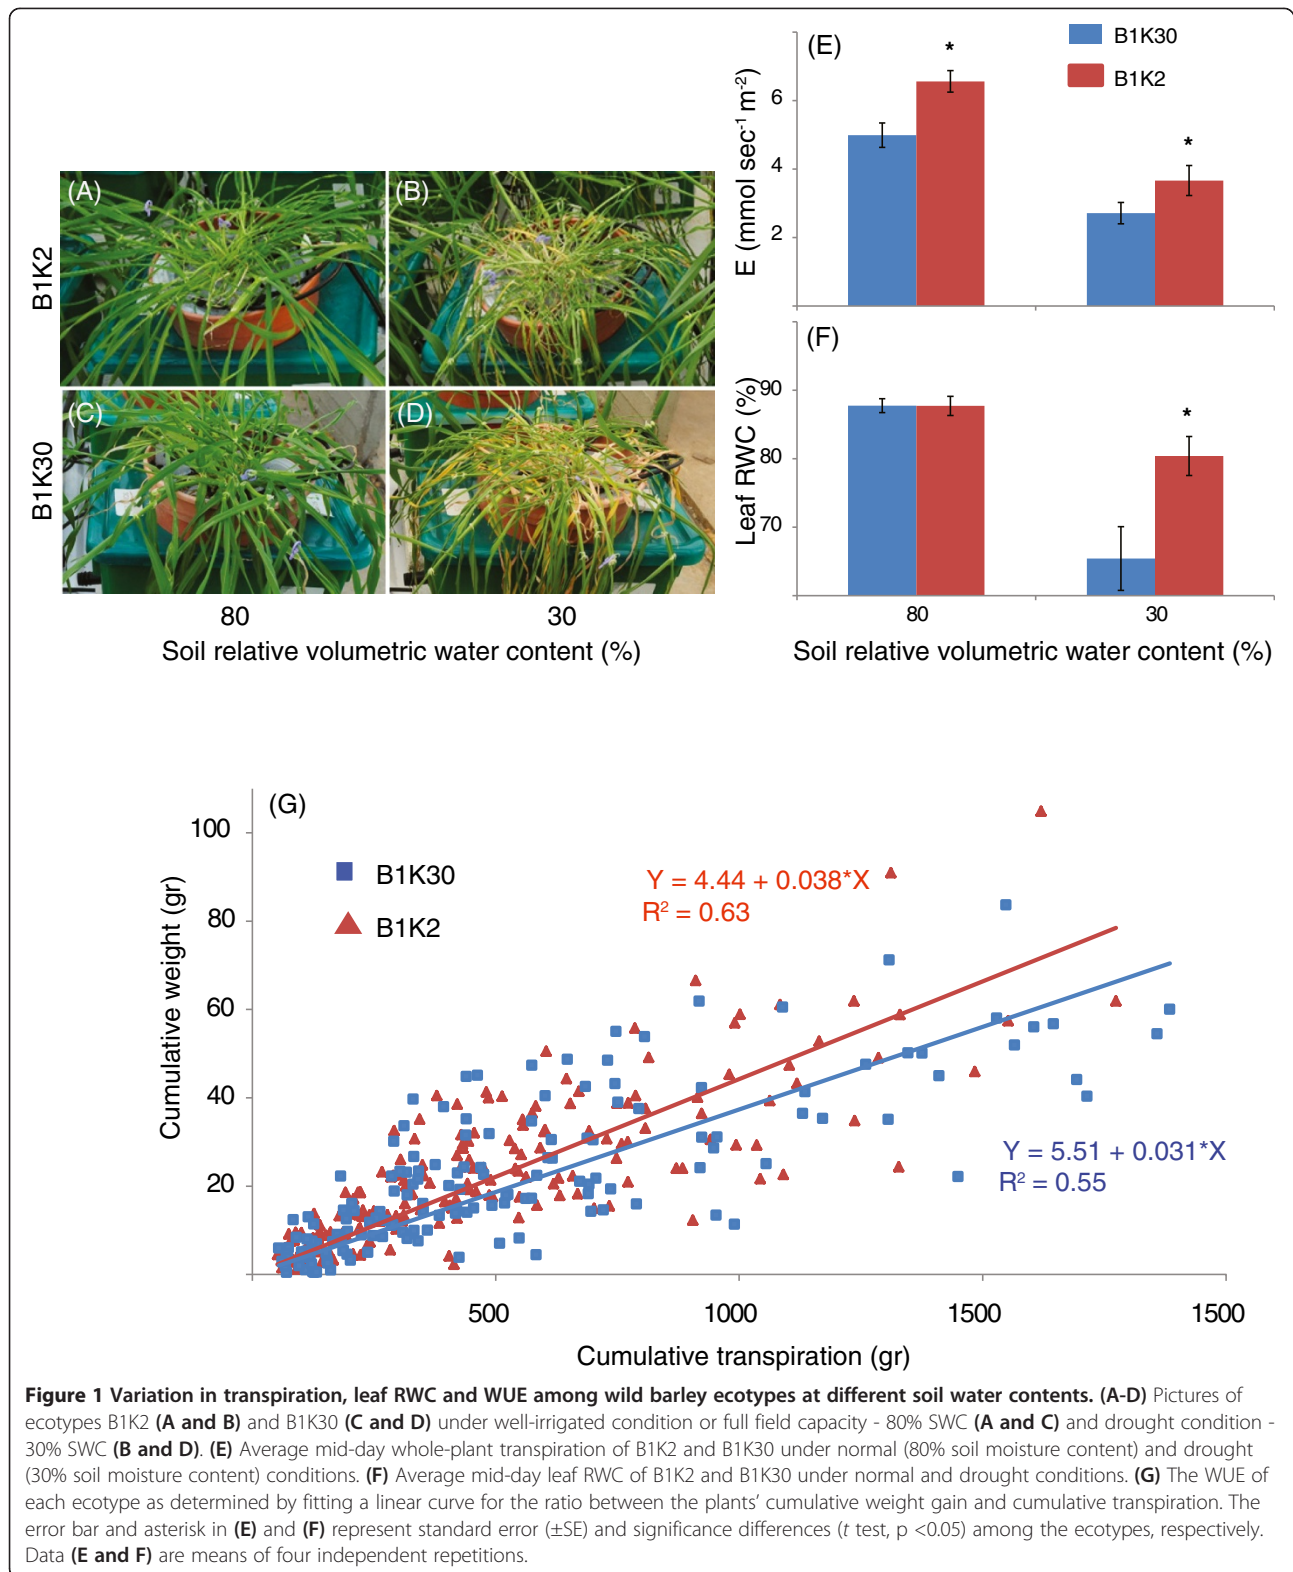 (A)
(B)
B1K2
(C)
(D)
B1K30
80
30
Soil relative volumetric water content (%)
(E)
B1K30
B1K2
*
*
6
4
2
E (mmol sec⁻¹ m⁻²)
(F)
*
90
80
70
Leaf RWC (%)
80
30
Soil relative volumetric water content (%)
(G)
B1K30
B1K2
Y = 4.44 + 0.038*X
R² = 0.63
Y = 5.51 + 0.031*X
R² = 0.55
100
80
60
40
20
Cumulative weight (gr)
500
1000
1500
1500
Cumulative transpiration (gr)
Figure 1 Variation in transpiration, leaf RWC and WUE among wild barley ecotypes at different soil water contents. (A-D) Pictures of
ecotypes B1K2 (A and B) and B1K30 (C and D) under well-irrigated condition or full field capacity - 80% SWC (A and C) and drought condition -
30% SWC (B and D). (E) Average mid-day whole-plant transpiration of B1K2 and B1K30 under normal (80% soil moisture content) and drought
(30% soil moisture content) conditions. (F) Average mid-day leaf RWC of B1K2 and B1K30 under normal and drought conditions. (G) The WUE of
each ecotype as determined by fitting a linear curve for the ratio between the plants' cumulative weight gain and cumulative transpiration. The
error bar and asterisk in (E) and (F) represent standard error (±SE) and significance differences (t test, p <0.05) among the ecotypes, respectively.
Data (E and F) are means of four independent repetitions.